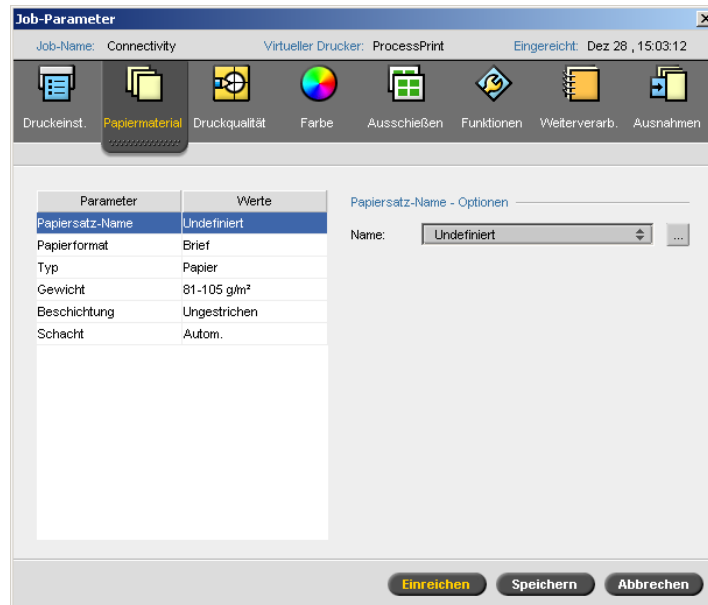 Job-Parameter
Job-Name: Connectivity Virtueller Drucker: ProcessPrint Eingereicht: Dez 28 , 15:03:12
Druckeinst. Papiermaterial Druckqualität Farbe Ausschießen Funktionen Weiterverarb. Ausnahmen
Parameter Werte
Papiersatz-Name Undefiniert
Papierformat Brief
Typ Papier
Gewicht 81-105 g/m²
Beschichtung Ungestrichen
Schacht Autom.
Papiersatz-Name - Optionen
Name: Undefiniert ...
Einreichen Speichern Abbrechen